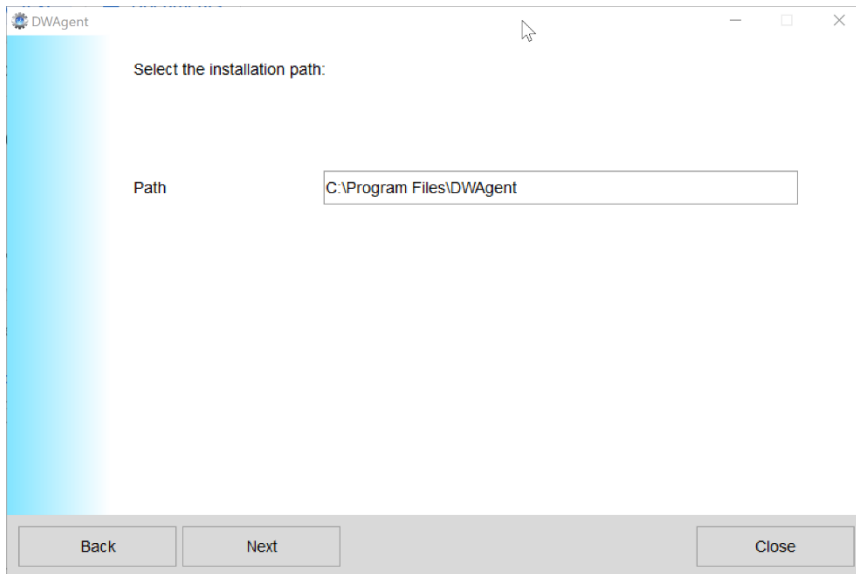 DWAgent
Select the installation path:
Path
C:\Program Files\DWAgent
Back
Next
Close